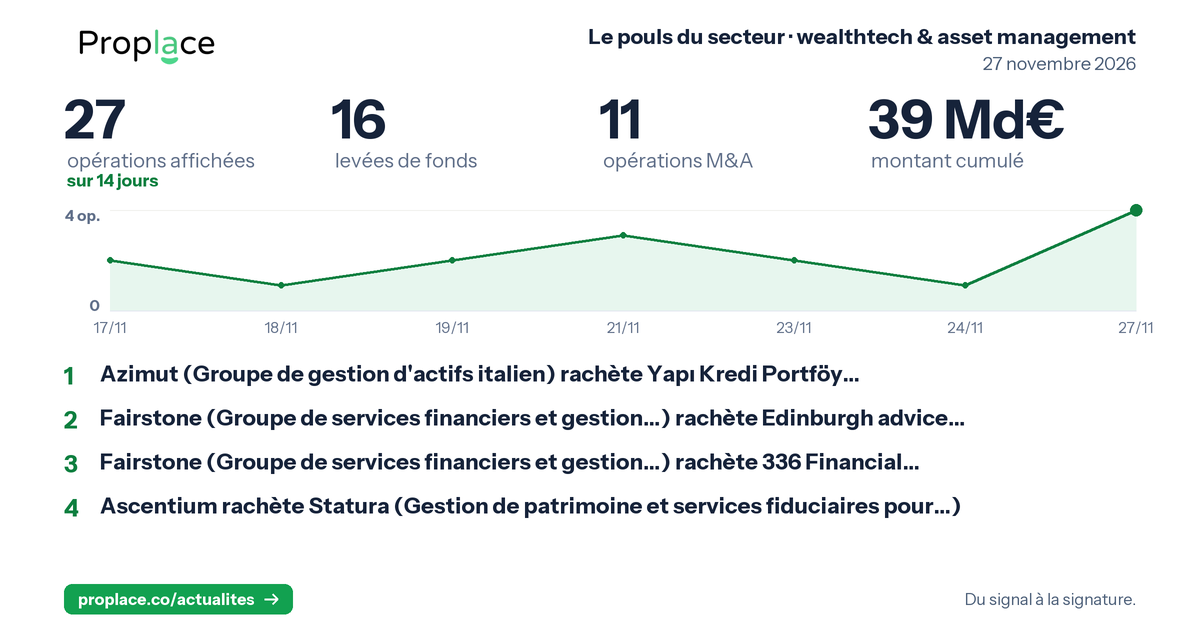 Proplace
Le pouls du secteur · wealthtech & asset management
27 novembre 2026
27
opérations affichées
sur 14 jours
16
levées de fonds
11
opérations M&A
39 Md€
montant cumulé
4 op.
0
17/11 18/11 19/11 21/11 23/11 24/11 27/11
1 Azimut (Groupe de gestion d'actifs italien) rachète Yapı Kredi Portföy...
2 Fairstone (Groupe de services financiers et gestion...) rachète Edinburgh advice...
3 Fairstone (Groupe de services financiers et gestion...) rachète 336 Financial...
4 Ascentium rachète Statura (Gestion de patrimoine et services fiduciaires pour...)
proplace.co/actualites →
Du signal à la signature.